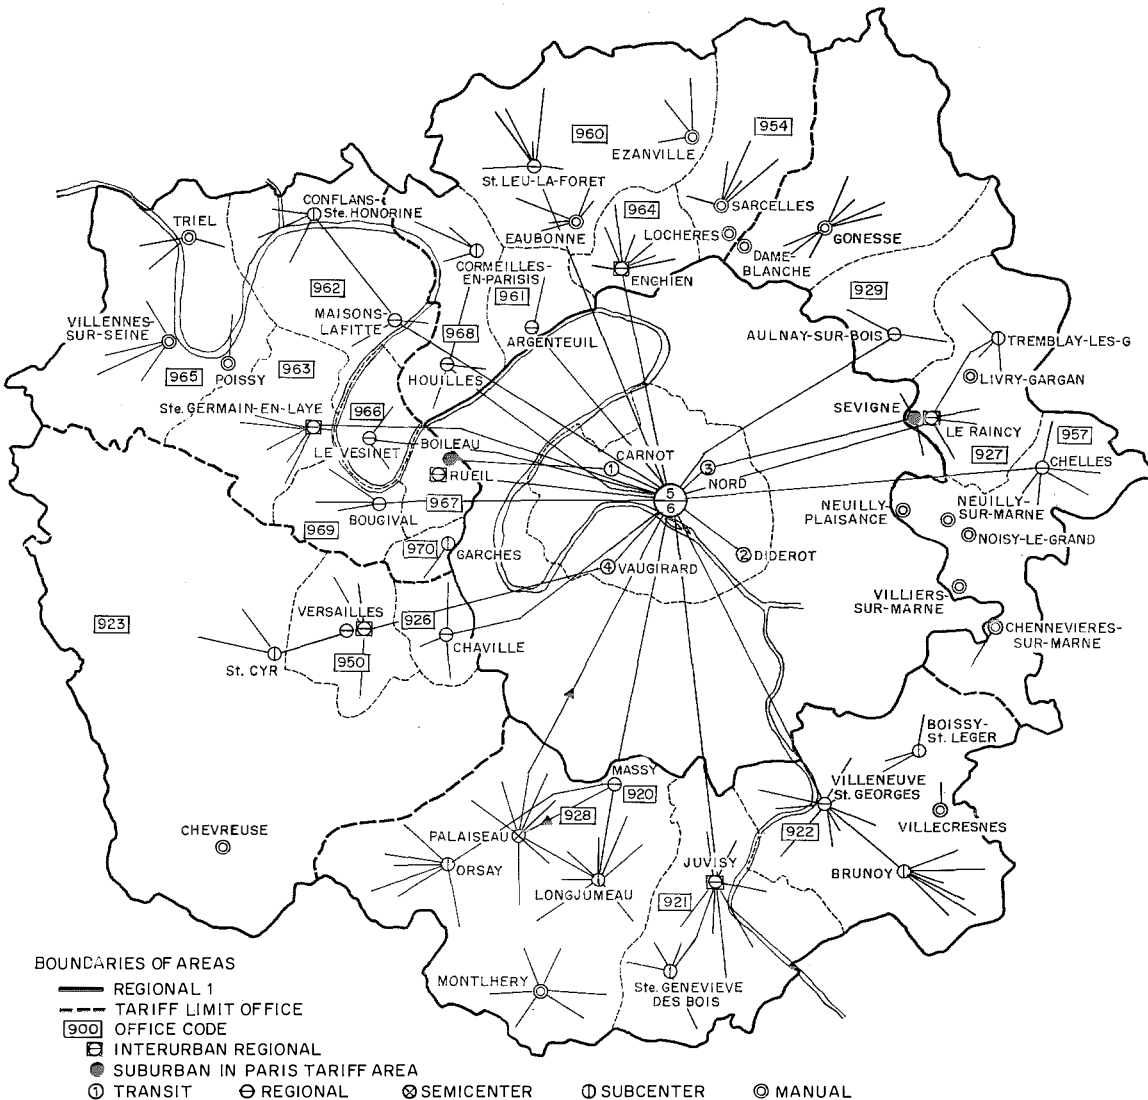 954
960
EZANVILLE
St. LEU-LA-FORET
CONFLANS-
Ste. HONORINE
TRIEL
964
SARCELLES
EAUBONNE
LOCHERES
GONESSE
DAME-
BLANCHE
CORMEILLES-
EN-PARISIS
ENGHIEN
962
961
929
MAISONS-
LAFITTE
968
VILLENNES-
SUR-SEINE
ARGENTEUIL
AULNAY-SUR-BOIS
TREMBLAY-LES-G
965
963
POISSY
HOUILLES
LIVRY-GARGAN
Ste. GERMAIN-EN-LAYE
966
SEVIGNE
LE RAINCY
957
LE VESINET
BOILEAU
CARNOT
927
1
3
NORD
CHELLES
RUEIL
967
5
6
BOUGIVAL
NEUILLY-
PLAISANCE
NEUILLY-
SUR-MARNE
969
NOISY-LE-GRAND
970
GARCHES
2
DIDEROT
4
VAUGIRARD
VILLIERS-
SUR-MARNE
923
VERSAILLES
926
CHENNEVIERES-
SUR-MARNE
CHAVILLE
950
St. CYR
BOISSY-
St. LEGER
MASSY
920
VILLENEUVE
St. GEORGES
928
922
VILLECRESNES
CHEVREUSE
PALAISEAU
ORSAY
JUVISY
BRUNOY
LONGJUMEAU
921
MONTLHERY
Ste. GENEVIEVE
DES BOIS
BOUNDARIES OF AREAS
REGIONAL 1
TARIFF LIMIT OFFICE
900 OFFICE CODE
INTERURBAN REGIONAL
SUBURBAN IN PARIS TARIFF AREA
1 TRANSIT REGIONAL SEMICENTER SUBCENTER MANUAL